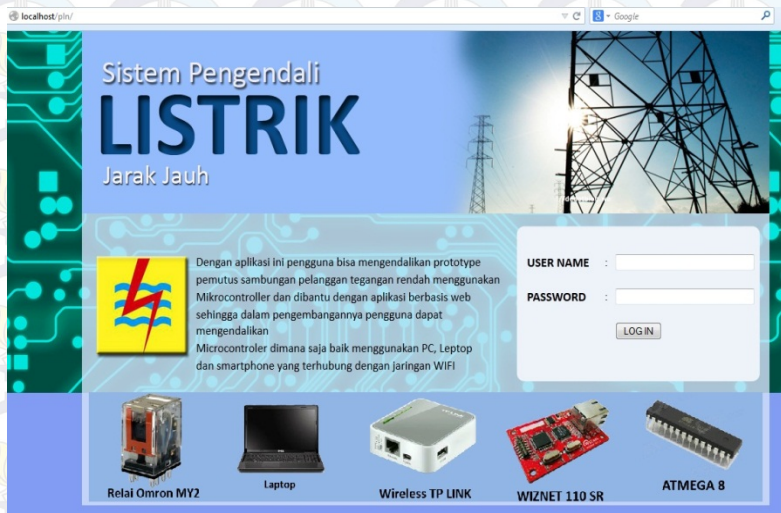 localhost/pln/
Google
Sistem Pengendali
LISTRIK
Jarak Jauh
Dengan aplikasi ini pengguna bisa mengendalikan prototype
pemutus sambungan pelanggan tegangan rendah menggunakan
Mikrocontroller dan dibantu dengan aplikasi berbasis web
sehingga dalam pengembangannya pengguna dapat
mengendalikan
Microcontroler dimana saja baik menggunakan PC, Leptop
dan smartphone yang terhubung dengan jaringan WIFI
USER NAME :
PASSWORD :
LOG IN
Relai Omron MY2
Laptop
Wireless TP LINK
WIZNET 110 SR
ATMEGA 8